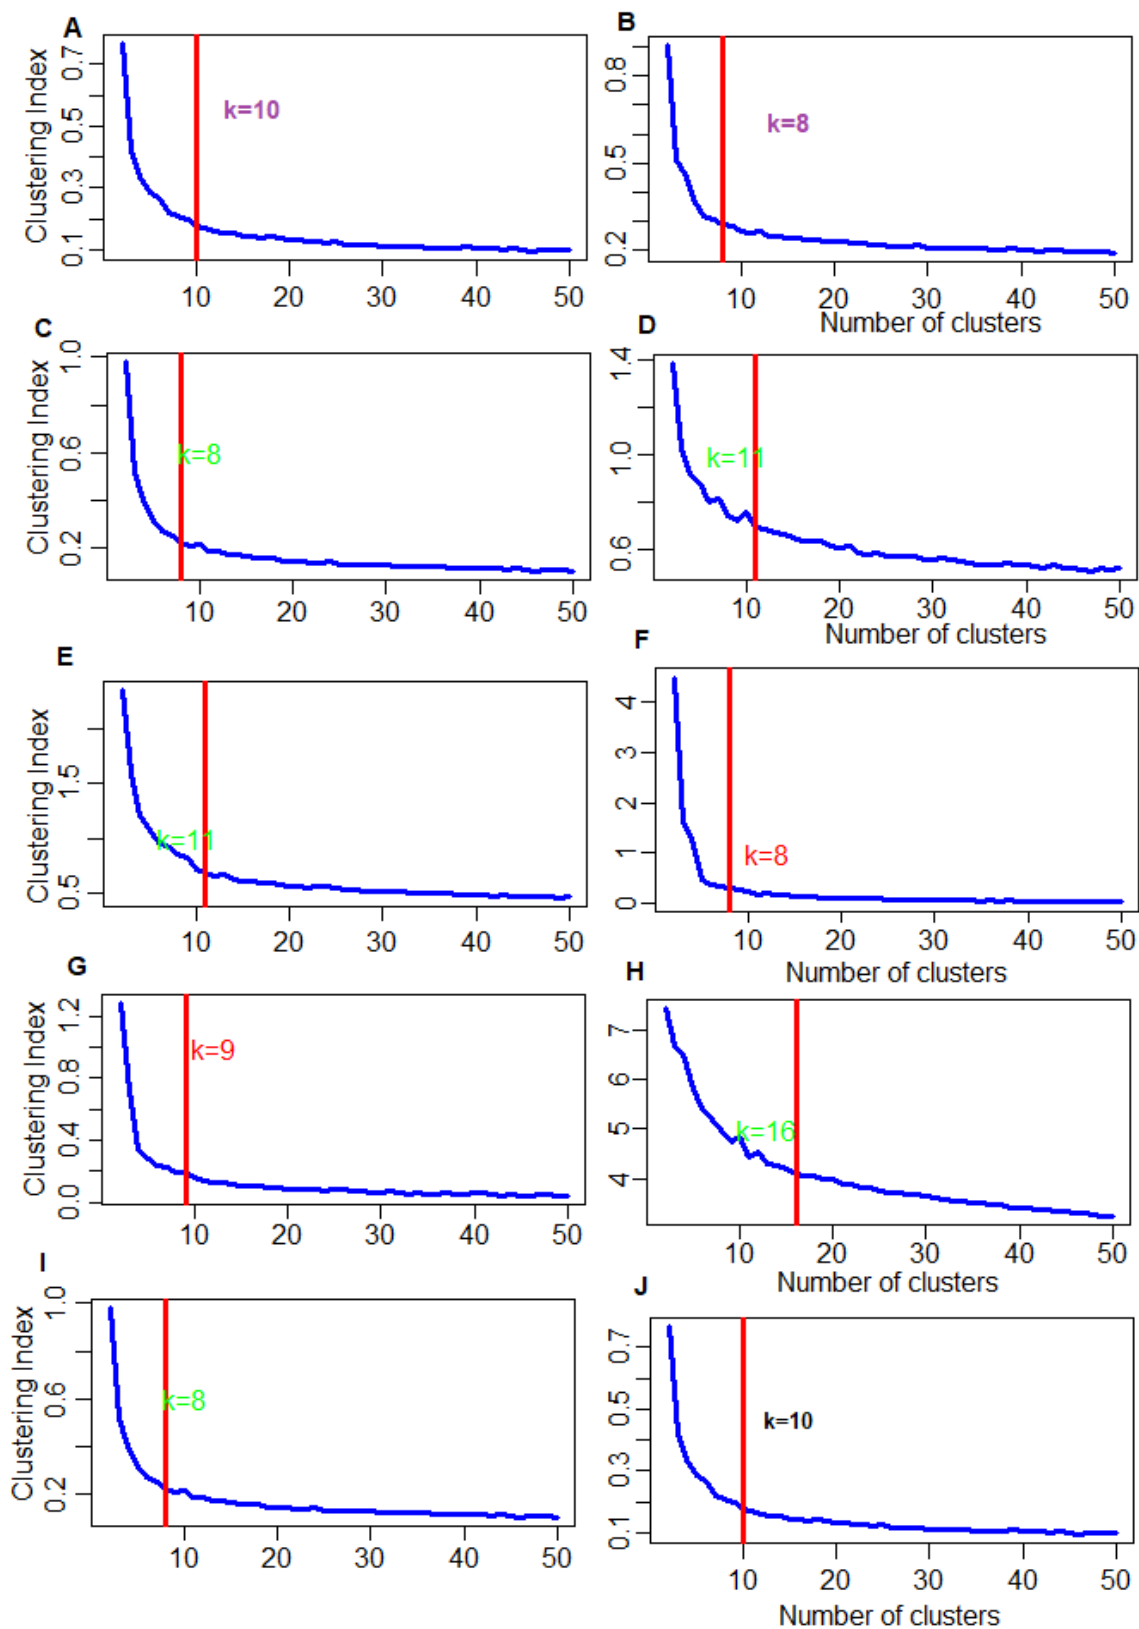 A
Clustering Index
0.1 0.3 0.5 0.7
k=10
10 20 30 40 50
B
0.2 0.5 0.8
k=8
10 20 30 40 50
Number of clusters
C
Clustering Index
0.2 0.6 1.0
k=8
10 20 30 40 50
D
0.6 1.0 1.4
k=11
10 20 30 40 50
Number of clusters
E
Clustering Index
0.5 1.5
k=11
10 20 30 40 50
F
0 1 2 3 4
k=8
10 20 30 40 50
Number of clusters
G
Clustering Index
0.0 0.4 0.8 1.2
k=9
10 20 30 40 50
H
4 5 6 7
k=16
10 20 30 40 50
Number of clusters
I
Clustering Index
0.2 0.6 1.0
k=8
10 20 30 40 50
J
0.1 0.3 0.5 0.7
k=10
10 20 30 40 50
Number of clusters